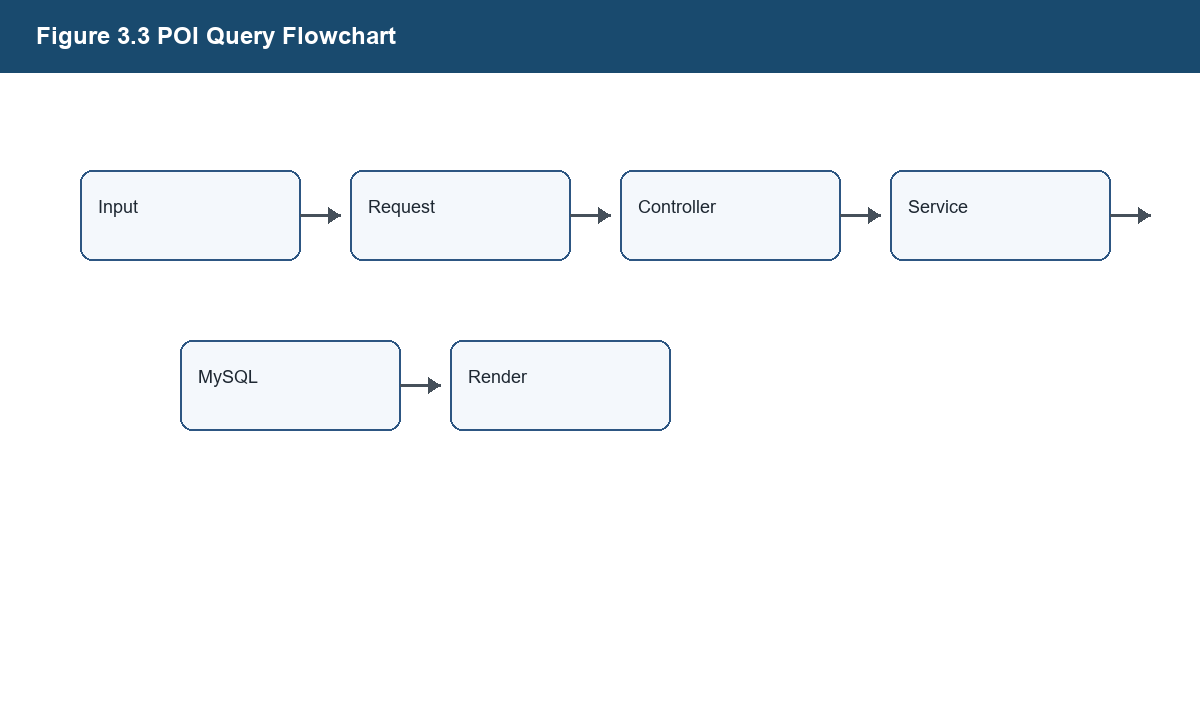 Figure 3.3 POI Query Flowchart
Input
Request
Controller
Service
MySQL
Render